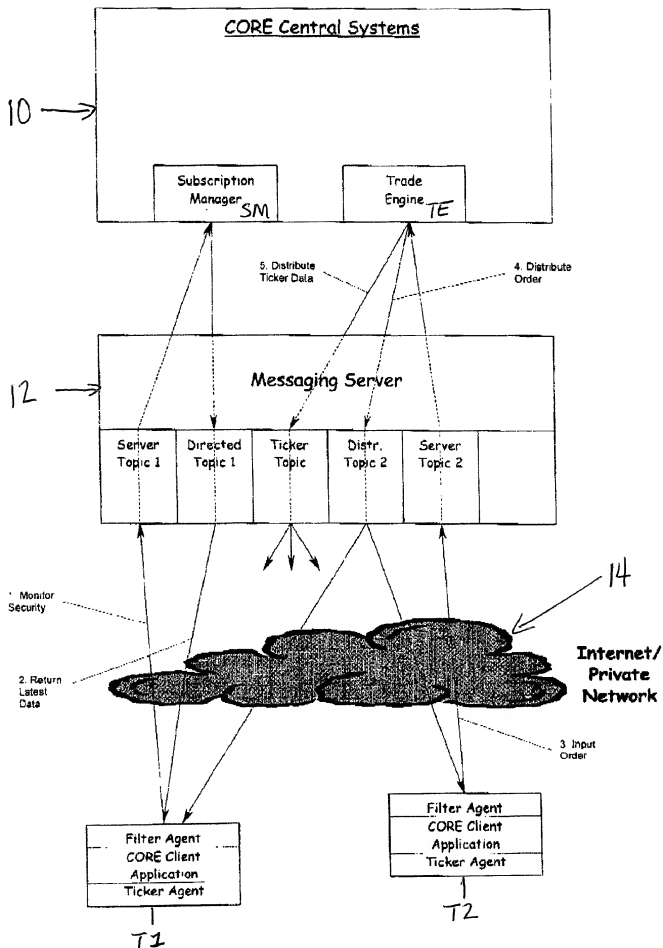 CORE Central Systems
10
Subscription
Manager
SM
Trade
Engine
TE
5. Distribute
Ticker Data
4. Distribute
Order
12
Messaging Server
Server
Topic 1
Directed
Topic 1
Ticker
Topic
Distr.
Topic 2
Server
Topic 2
1 Monitor
Security
14
Internet/
Private
Network
2. Return
Latest
Data
3 Input
Order
Filter Agent
CORE Client
Application
Ticker Agent
T1
Filter Agent
CORE Client
Application
Ticker Agent
T2